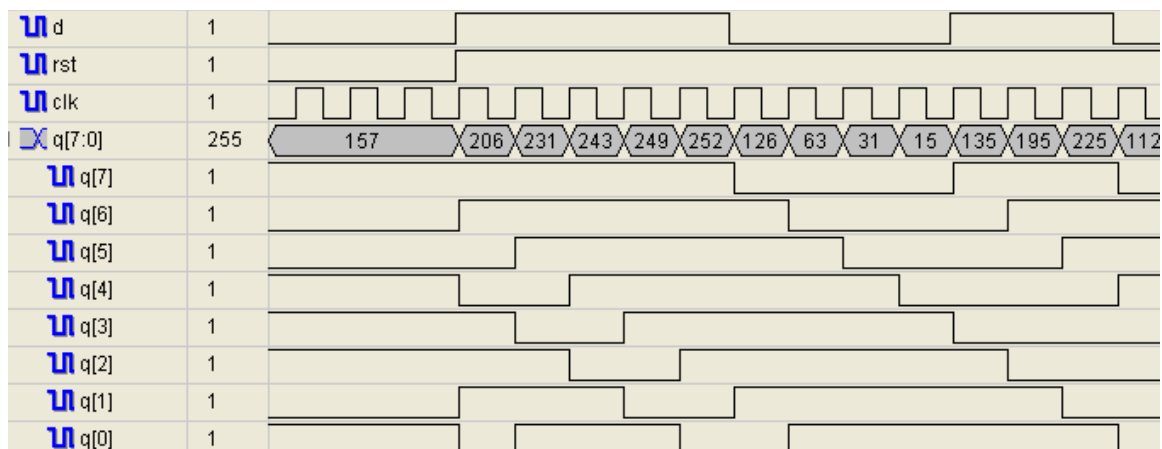 d 1
rst 1
clk 1
q[7:0] 255 157 206 231 243 249 252 126 63 31 15 135 195 225 112
q[7] 1
q[6] 1
q[5] 1
q[4] 1
q[3] 1
q[2] 1
q[1] 1
q[0] 1